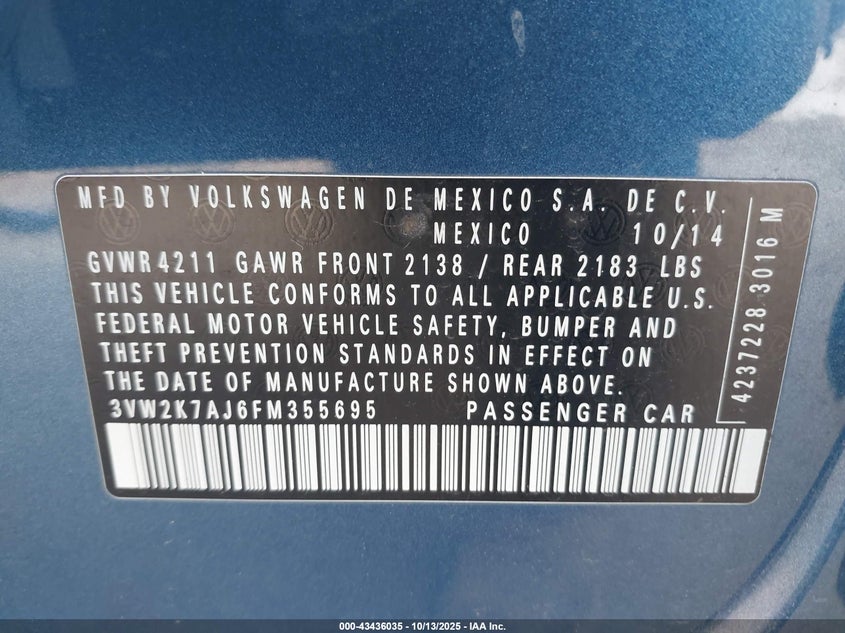 MFD BY VOLKSWAGEN DE MEXICO S.A. DE C.V.
MEXICO 10/14
GVWR 4211 GAWR FRONT 2138 / REAR 2183 LBS
THIS VEHICLE CONFORMS TO ALL APPLICABLE U.S.
FEDERAL MOTOR VEHICLE SAFETY, BUMPER AND
THEFT PREVENTION STANDARDS IN EFFECT ON
THE DATE OF MANUFACTURE SHOWN ABOVE.
3VW2K7AJ6FM355695 PASSENGER CAR
4237228 3016 M
000-43436035 - 10/13/2025 - IAA Inc.